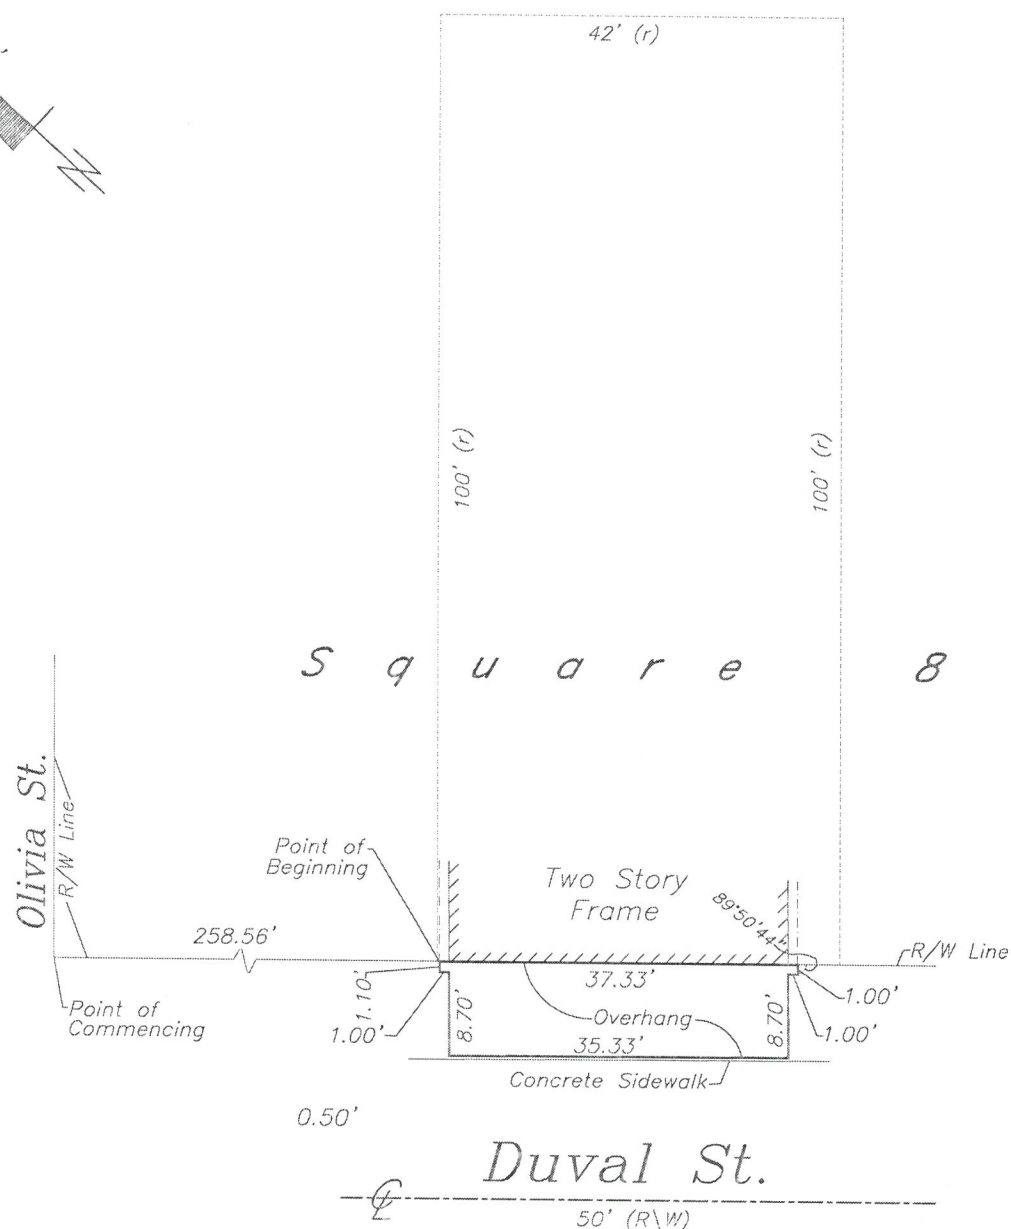 42' (r)
N
100' (r)
100' (r)
Square 8
Olivia St.
R/W Line
Point of
Beginning
Two Story
Frame
89°50'44"
258.56'
R/W Line
37.33'
1.10'
1.00'
8.70'
Overhang
8.70'
1.00'
1.00'
Point of
Commencing
35.33'
Concrete Sidewalk
0.50'
Duval St.
CL
50' (R\W)